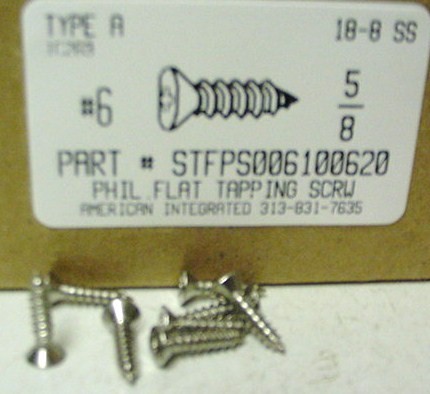 TYPE A
18-8 SS
#6
5
8
PART # STFPS006100620
PHIL.FLAT TAPPING SCRW
AMERICAN INTEGRATED 313-831-7635